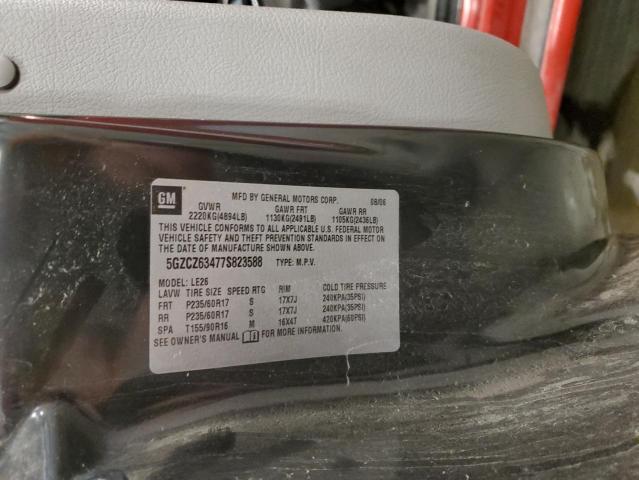 GM
MFD BY GENERAL MOTORS CORP. 08/06
GVWR GAWR FRT GAWR RR
2220KG(4894LB) 1130KG(2491LB) 1105KG(2436LB)
THIS VEHICLE CONFORMS TO ALL APPLICABLE U.S. FEDERAL MOTOR
VEHICLE SAFETY AND THEFT PREVENTION STANDARDS IN EFFECT ON
THE DATE OF MANUFACTURE SHOWN ABOVE.
5GZCZ63477S823588 TYPE: M.P.V.
MODEL: LE26
LAVW TIRE SIZE SPEED RTG RIM COLD TIRE PRESSURE
FRT P235/60R17 S 17X7J 240KPA(35PSI)
RR P235/60R17 S 17X7J 240KPA(35PSI)
SPA T155/90R16 M 16X4T 420KPA(60PSI)
SEE OWNER'S MANUAL FOR MORE INFORMATION.